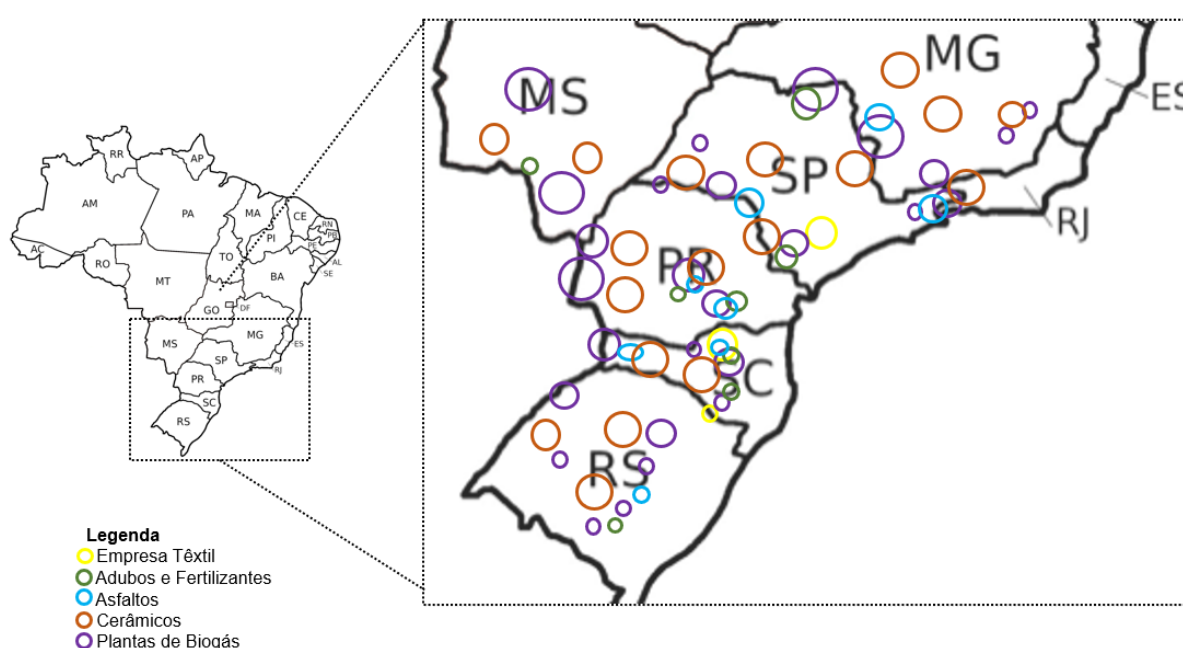 RR
AP
AM
PA
MA
CE
RN
PB
PI
PE
AC
TO
AL
SE
RO
BA
MT
GO
DF
MG
MS
ES
SP
RJ
PR
SC
RS
MG
MS
ES
SP
RJ
PR
SC
RS
Legenda
Empresa Têxtil
Adubos e Fertilizantes
Asfaltos
Cerâmicos
Plantas de Biogás